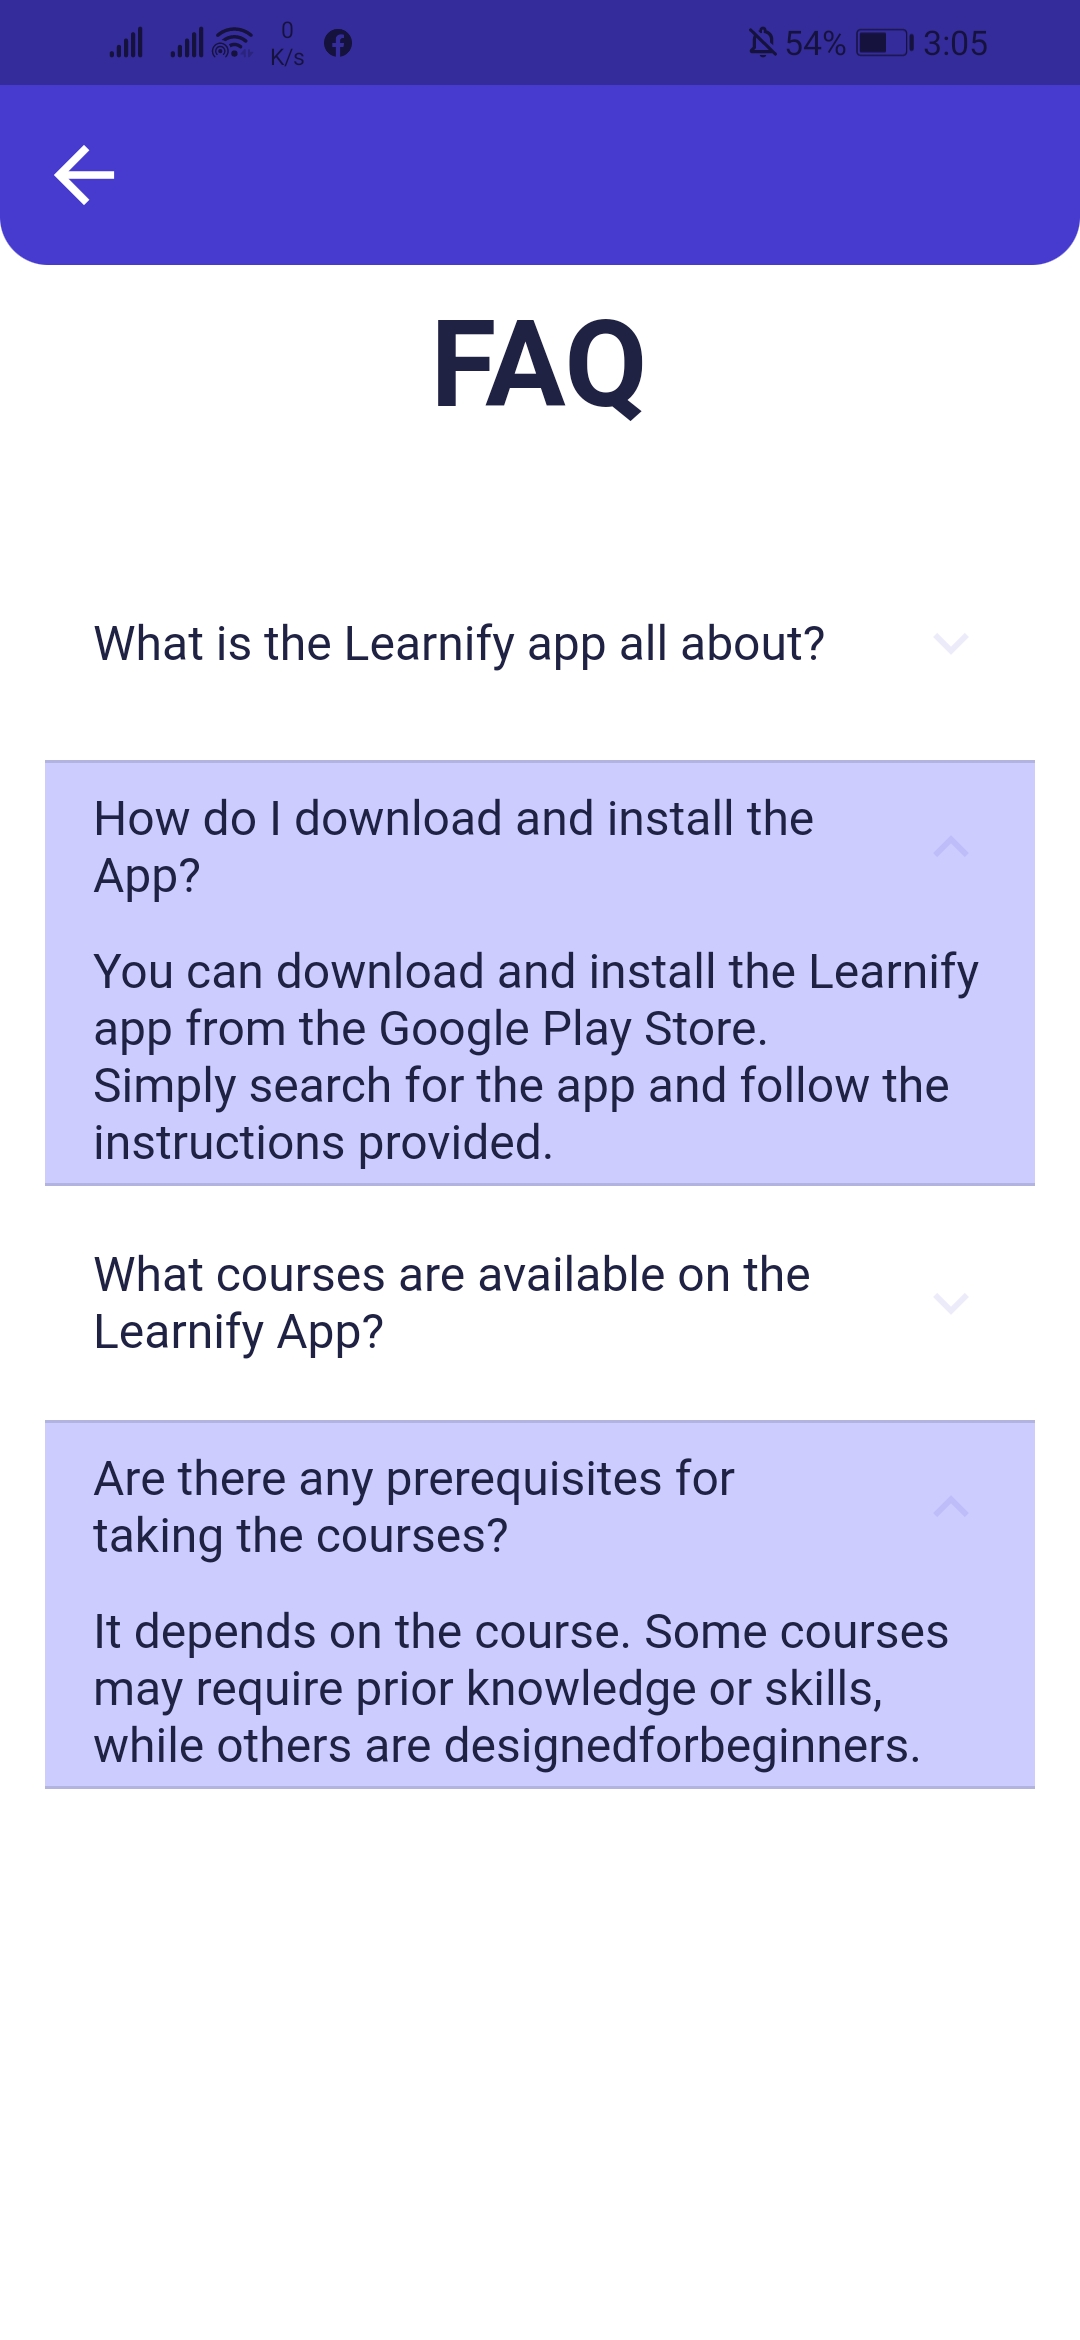 0
K/s
54%
3:05
FAQ
What is the Learnify app all about?
How do I download and install the
App?
You can download and install the Learnify
app from the Google Play Store.
Simply search for the app and follow the
instructions provided.
What courses are available on the
Learnify App?
Are there any prerequisites for
taking the courses?
It depends on the course. Some courses
may require prior knowledge or skills,
while others are designedforbeginners.